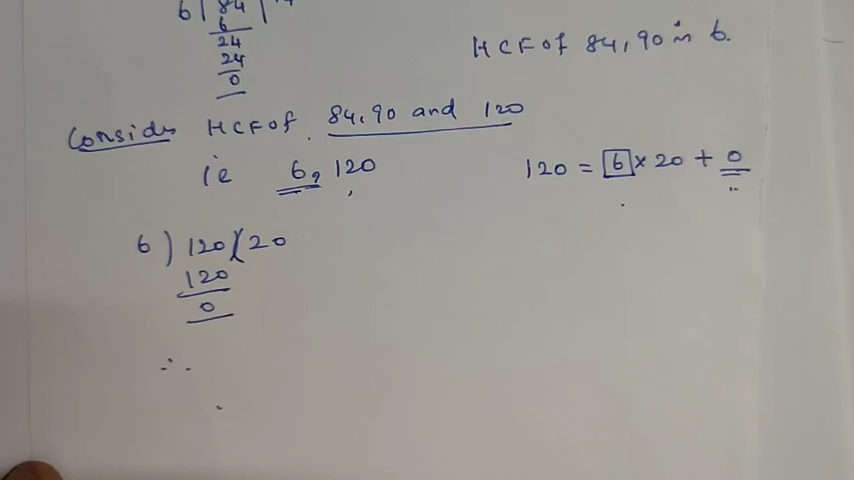 6 ) 84 (
6
24
24
0
HCF of 84, 90 is 6.
Consider HCF of 84, 90 and 120
ie 6, 120
120 = 6 × 20 + 0
6 ) 120 ( 20
120
0
∴